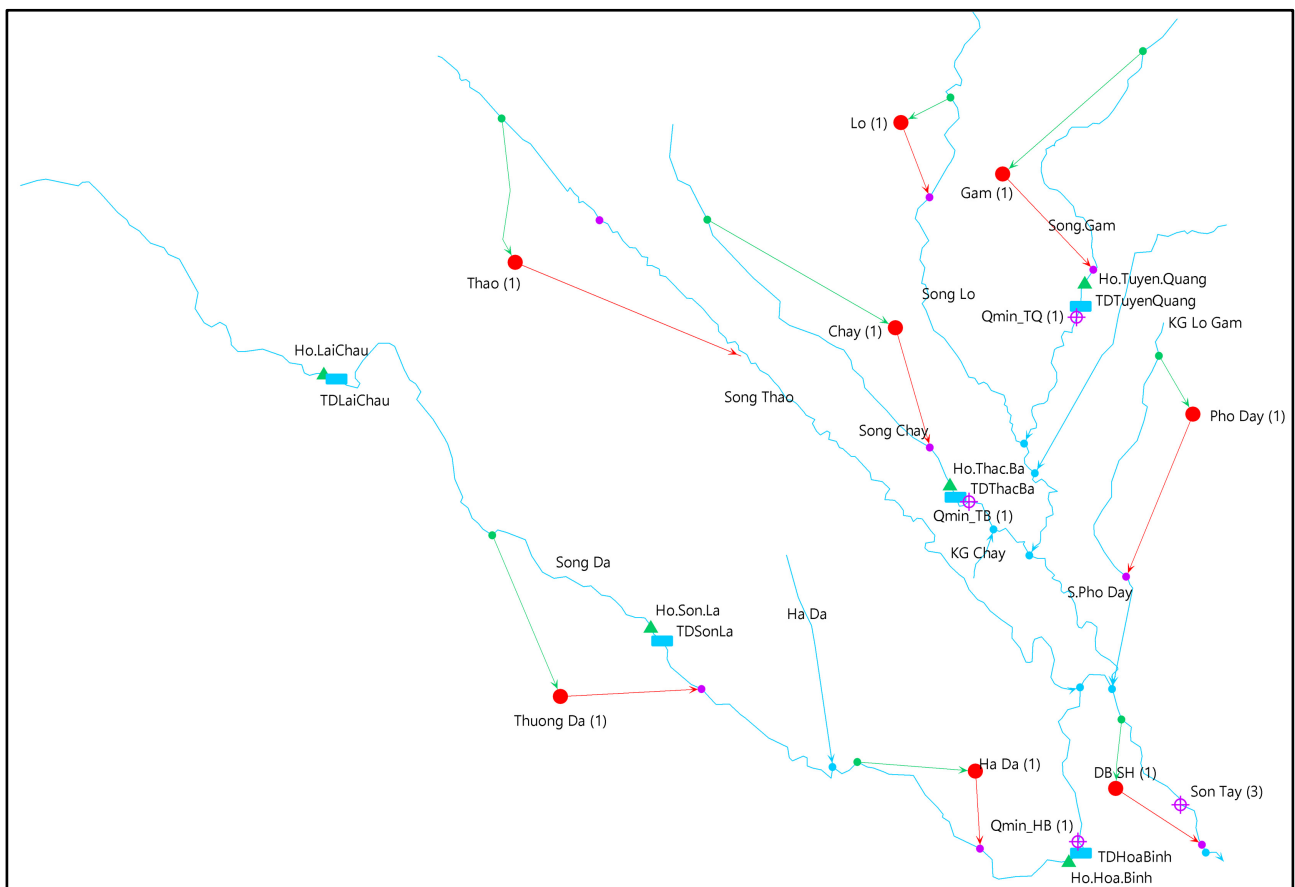 Lo (1)
Gam (1)
Song.Gam
Thao (1)
Ho.Tuyen.Quang
Song Lo
TDTuyenQuang
Qmin_TQ (1)
KG Lo Gam
Chay (1)
Ho.LaiChau
TDLaiChau
Song Thao
Pho Day (1)
Song Chay
Ho.Thac.Ba
TDThacBa
Qmin_TB (1)
KG Chay
Song Da
S.Pho Day
Ho.Son.La
Ha Da
TDSonLa
Thuong Da (1)
Ha Da (1)
DB SH (1)
Son Tay (3)
Qmin_HB (1)
TDHoaBinh
Ho.Hoa.Binh